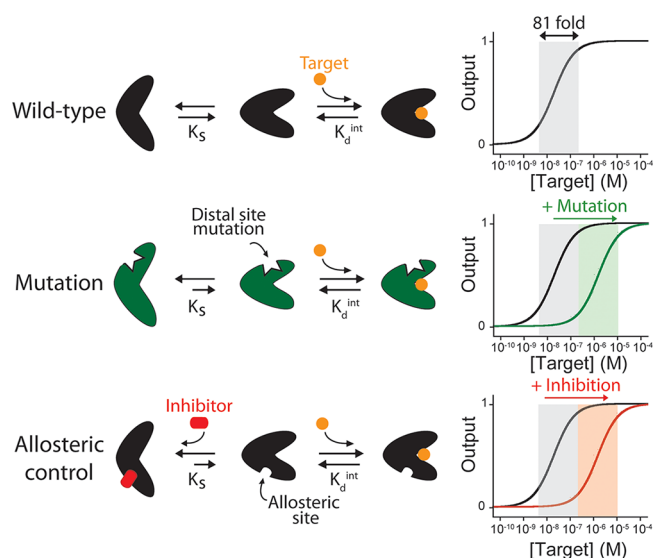 81 fold
Target
Wild-type
K_S
K_d^int
Output
1
0
10^-10 10^-9 10^-8 10^-7 10^-6 10^-5 10^-4
[Target] (M)
+ Mutation
Distal site
mutation
Mutation
K_S
K_d^int
Output
1
0
10^-10 10^-9 10^-8 10^-7 10^-6 10^-5 10^-4
[Target] (M)
+ Inhibition
Inhibitor
Allosteric
control
K_S
K_d^int
Allosteric
site
Output
1
0
10^-10 10^-9 10^-8 10^-7 10^-6 10^-5 10^-4
[Target] (M)